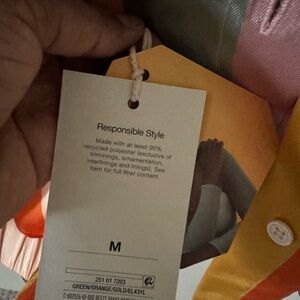 Responsible Style
Made with at least 90%
recycled polyester (exclusive of
trimmings, ornamentation,
interlinings and linings). See
item for full fiber content.
M
251 01 7203
GREEN/ORANGE/GOLD/EL43YL